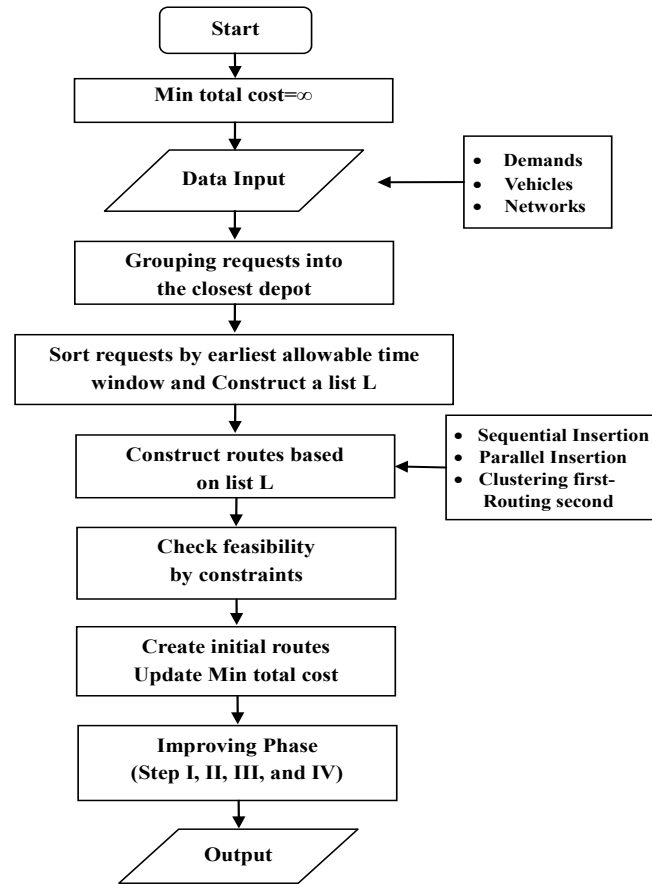 Start
Min total cost=∞
Data Input
• Demands
• Vehicles
• Networks
Grouping requests into
the closest depot
Sort requests by earliest allowable time
window and Construct a list L
Construct routes based
on list L
• Sequential Insertion
• Parallel Insertion
• Clustering first-
Routing second
Check feasibility
by constraints
Create initial routes
Update Min total cost
Improving Phase
(Step I, II, III, and IV)
Output